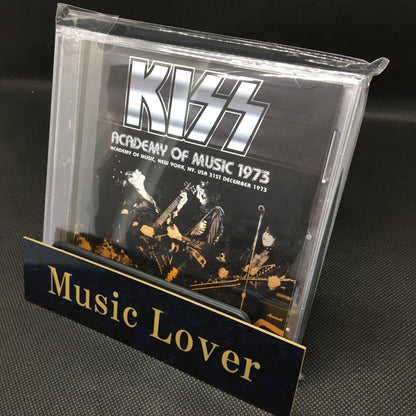 KISS
ACADEMY OF MUSIC 1973
ACADEMY OF MUSIC, NEW YORK, NY. USA 31ST DECEMBER 1973
Music Lover